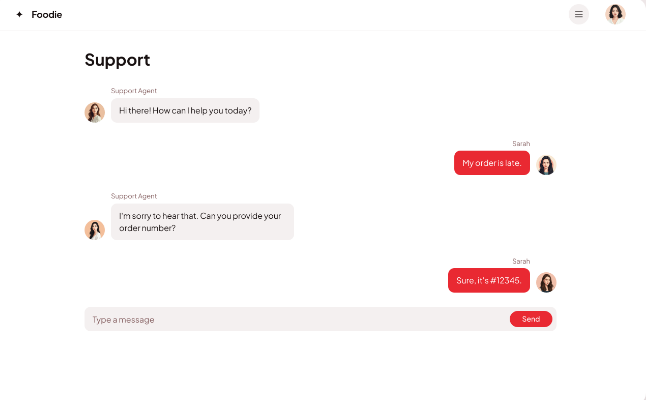 Foodie
Support
Support Agent
Hi there! How can I help you today?
Sarah
My order is late.
Support Agent
I'm sorry to hear that. Can you provide your
order number?
Sarah
Sure, it's #12345.
Type a message
Send